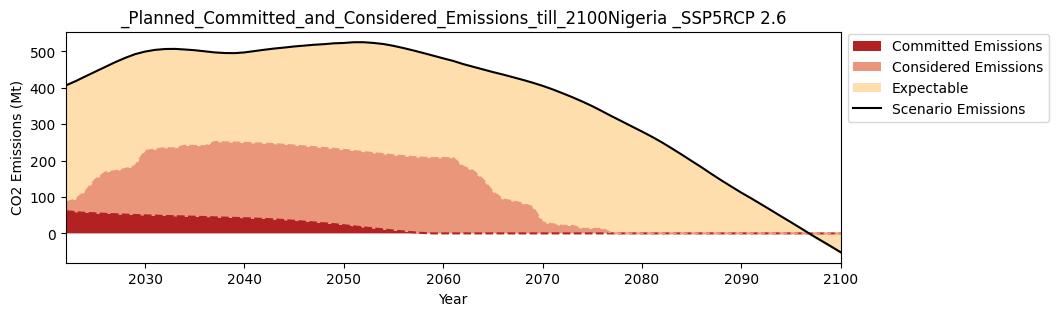 _Planned_Committed_and_Considered_Emissions_till_2100Nigeria _SSP5RCP 2.6
CO2 Emissions (Mt)
500
400
300
200
100
0
2030 2040 2050 2060 2070 2080 2090 2100
Year
Committed Emissions
Considered Emissions
Expectable
Scenario Emissions